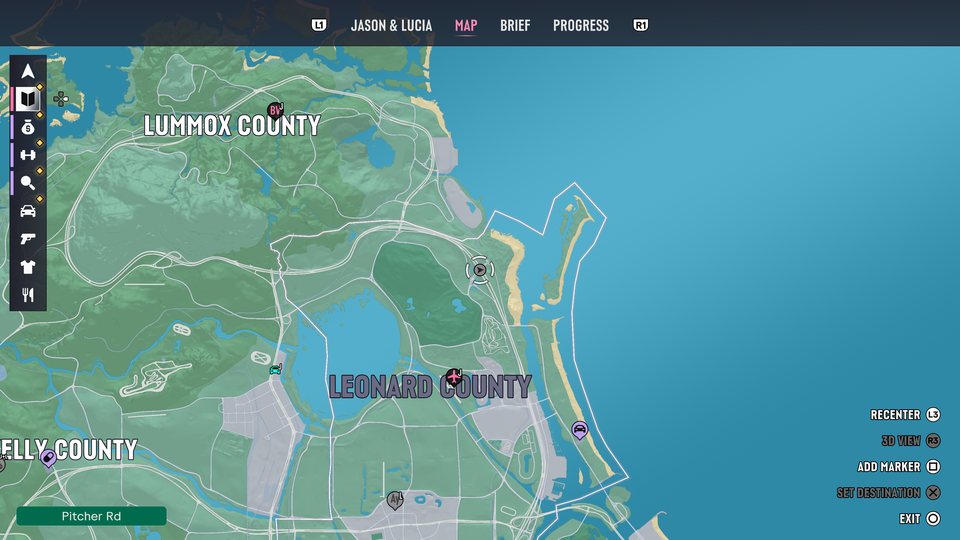 L1 JASON & LUCIA MAP BRIEF PROGRESS R1
BV
LUMMOX COUNTY
LEONARD COUNTY
ELLY COUNTY
RECENTER L3
3D VIEW R3
ADD MARKER
SET DESTINATION
EXIT
Pitcher Rd